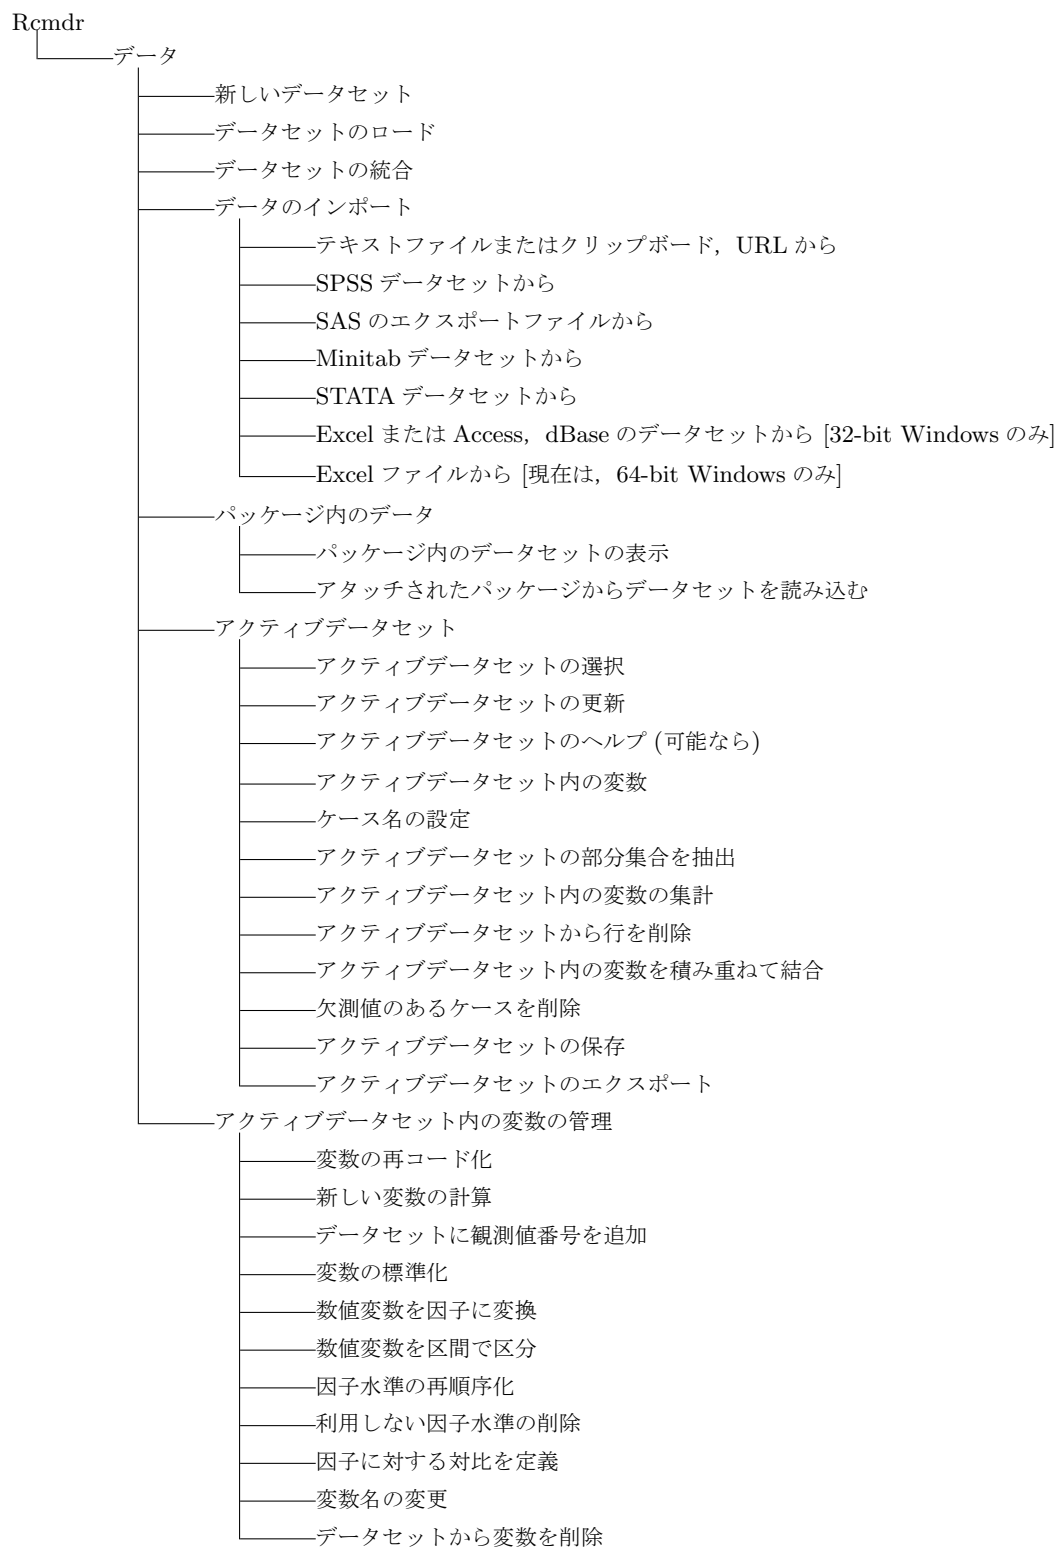 Rcmdr
データ
新しいデータセット
データセットのロード
データセットの統合
データのインポート
テキストファイルまたはクリップボード，URL から
SPSS データセットから
SAS のエクスポートファイルから
Minitab データセットから
STATA データセットから
Excel または Access，dBase のデータセットから [32-bit Windows のみ]
Excel ファイルから [現在は，64-bit Windows のみ]
パッケージ内のデータ
パッケージ内のデータセットの表示
アタッチされたパッケージからデータセットを読み込む
アクティブデータセット
アクティブデータセットの選択
アクティブデータセットの更新
アクティブデータセットのヘルプ (可能なら)
アクティブデータセット内の変数
ケース名の設定
アクティブデータセットの部分集合を抽出
アクティブデータセット内の変数の集計
アクティブデータセットから行を削除
アクティブデータセット内の変数を積み重ねて結合
欠測値のあるケースを削除
アクティブデータセットの保存
アクティブデータセットのエクスポート
アクティブデータセット内の変数の管理
変数の再コード化
新しい変数の計算
データセットに観測値番号を追加
変数の標準化
数値変数を因子に変換
数値変数を区間で区分
因子水準の再順序化
利用しない因子水準の削除
因子に対する対比を定義
変数名の変更
データセットから変数を削除